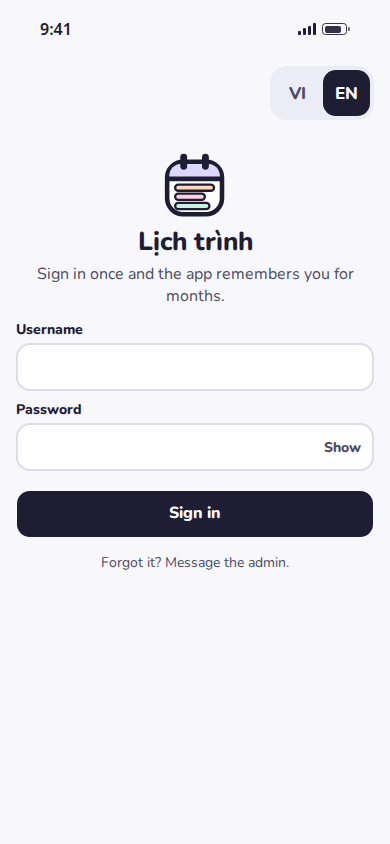 9:41
VI
EN
Lịch trình
Sign in once and the app remembers you for
months.
Username
Password
Show
Sign in
Forgot it? Message the admin.